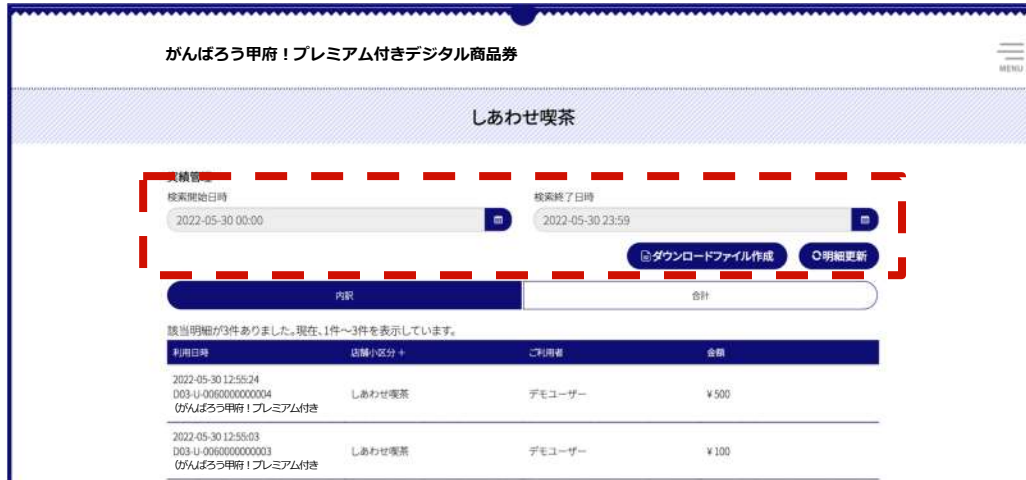 がんばろう甲府！プレミアム付きデジタル商品券
MENU
しあわせ喫茶
実績管理
検索開始日時
検索終了日時
2022-05-30 00:00
2022-05-30 23:59
ダウンロードファイル作成
明細更新
内訳
合計
該当明細が3件ありました。現在、1件～3件を表示しています。
利用日時 店舗小区分 + ご利用者 金額
2022-05-30 12:55:24
D03-U-0060000000004 しあわせ喫茶 デモユーザー ¥ 500
(がんばろう甲府！プレミアム付き
2022-05-30 12:55:03
D03-U-0060000000003 しあわせ喫茶 デモユーザー ¥ 100
(がんばろう甲府！プレミアム付き